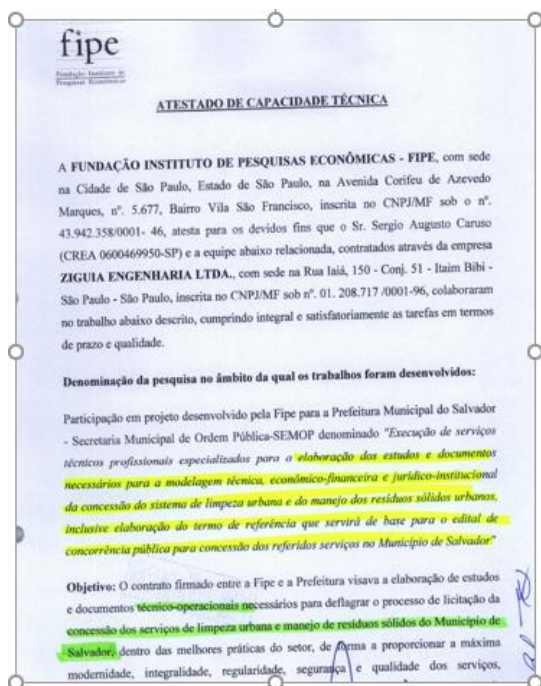 fipe
Fundação Instituto de
Pesquisas Econômicas
ATESTADO DE CAPACIDADE TÉCNICA
A FUNDAÇÃO INSTITUTO DE PESQUISAS ECONÔMICAS - FIPE, com sede
na Cidade de São Paulo, Estado de São Paulo, na Avenida Corifeu de Azevedo
Marques, nº. 5.677, Bairro Vila São Francisco, inscrita no CNPJ/MF sob o nº.
43.942.358/0001- 46, atesta para os devidos fins que o Sr. Sergio Augusto Caruso
(CREA 0600469950-SP) e a equipe abaixo relacionada, contratados através da empresa
ZIGUIA ENGENHARIA LTDA., com sede na Rua Iaiá, 150 - Conj. 51 - Itaim Bibi -
São Paulo - São Paulo, inscrita no CNPJ/MF sob nº. 01. 208.717 /0001-96, colaboraram
no trabalho abaixo descrito, cumprindo integral e satisfatoriamente as tarefas em termos
de prazo e qualidade.
Denominação da pesquisa no âmbito da qual os trabalhos foram desenvolvidos:
Participação em projeto desenvolvido pela Fipe para a Prefeitura Municipal do Salvador
- Secretaria Municipal de Ordem Pública-SEMOP denominado "Execução de serviços
técnicos profissionais especializados para a elaboração dos estudos e documentos
necessários para a modelagem técnica, econômico-financeira e jurídico-institucional
da concessão do sistema de limpeza urbana e do manejo dos resíduos sólidos urbanos,
inclusive elaboração do termo de referência que servirá de base para o edital de
concorrência pública para concessão dos referidos serviços no Município de Salvador"
Objetivo: O contrato firmado entre a Fipe e a Prefeitura visava a elaboração de estudos
e documentos técnico-operacionais necessários para deflagrar o processo de licitação da
concessão dos serviços de limpeza urbana e manejo de resíduos sólidos do Município de
Salvador, dentro das melhores práticas do setor, de forma a proporcionar a máxima
modernidade, integralidade, regularidade, segurança e qualidade dos serviços,